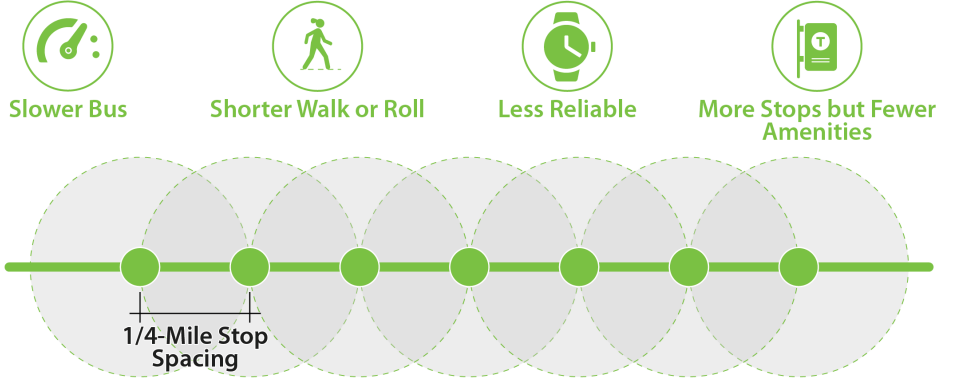 T
Slower Bus
Shorter Walk or Roll
Less Reliable
More Stops but Fewer
Amenities
1/4-Mile Stop
Spacing